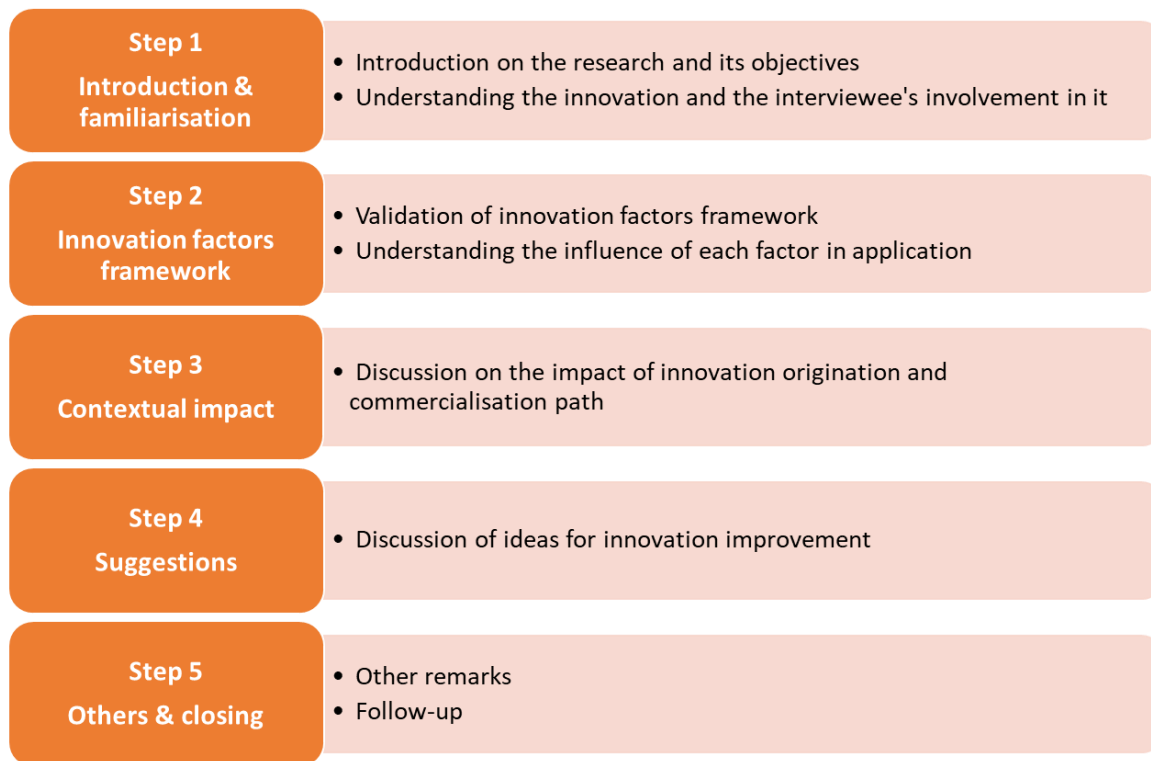 Step 1
Introduction &
familiarisation
• Introduction on the research and its objectives
• Understanding the innovation and the interviewee's involvement in it
Step 2
Innovation factors
framework
• Validation of innovation factors framework
• Understanding the influence of each factor in application
Step 3
Contextual impact
• Discussion on the impact of innovation origination and
commercialisation path
Step 4
Suggestions
• Discussion of ideas for innovation improvement
Step 5
Others & closing
• Other remarks
• Follow-up